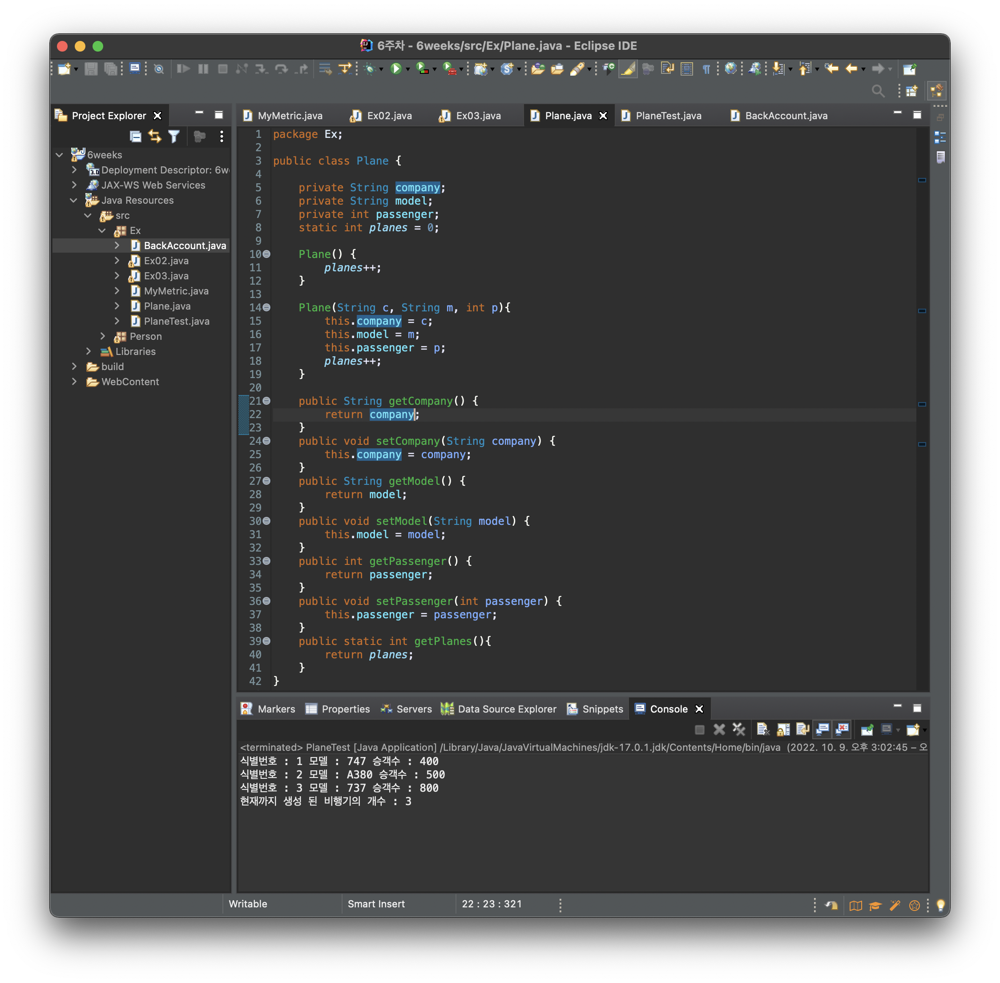 6주차 - 6weeks/src/Ex/Plane.java - Eclipse IDE
Project Explorer
6weeks
Deployment Descriptor: 6w
JAX-WS Web Services
Java Resources
src
Ex
BackAccount.java
Ex02.java
Ex03.java
MyMetric.java
Plane.java
PlaneTest.java
Person
Libraries
build
WebContent
MyMetric.java Ex02.java Ex03.java Plane.java PlaneTest.java BackAccount.java
1 package Ex;
2
3 public class Plane {
4
5 private String company;
6 private String model;
7 private int passenger;
8 static int planes = 0;
9
10 Plane() {
11 planes++;
12 }
13
14 Plane(String c, String m, int p){
15 this.company = c;
16 this.model = m;
17 this.passenger = p;
18 planes++;
19 }
20
21 public String getCompany() {
22 return company;
23 }
24 public void setCompany(String company) {
25 this.company = company;
26 }
27 public String getModel() {
28 return model;
29 }
30 public void setModel(String model) {
31 this.model = model;
32 }
33 public int getPassenger() {
34 return passenger;
35 }
36 public void setPassenger(int passenger) {
37 this.passenger = passenger;
38 }
39 public static int getPlanes(){
40 return planes;
41 }
42 }
Markers Properties Servers Data Source Explorer Snippets Console
<terminated> PlaneTest [Java Application] /Library/Java/JavaVirtualMachines/jdk-17.0.1.jdk/Contents/Home/bin/java (2022. 10. 9. 오후 3:02:45 – 오
식별번호 : 1 모델 : 747 승객수 : 400
식별번호 : 2 모델 : A380 승객수 : 500
식별번호 : 3 모델 : 737 승객수 : 800
현재까지 생성 된 비행기의 개수 : 3
Writable Smart Insert 22 : 23 : 321